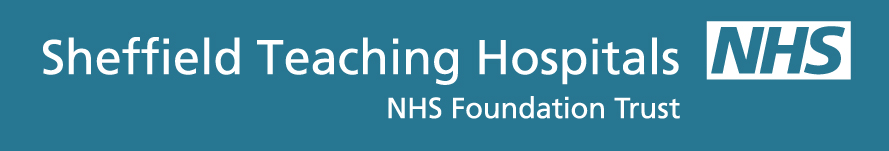 Sheffield Teaching Hospitals NHS
NHS Foundation Trust